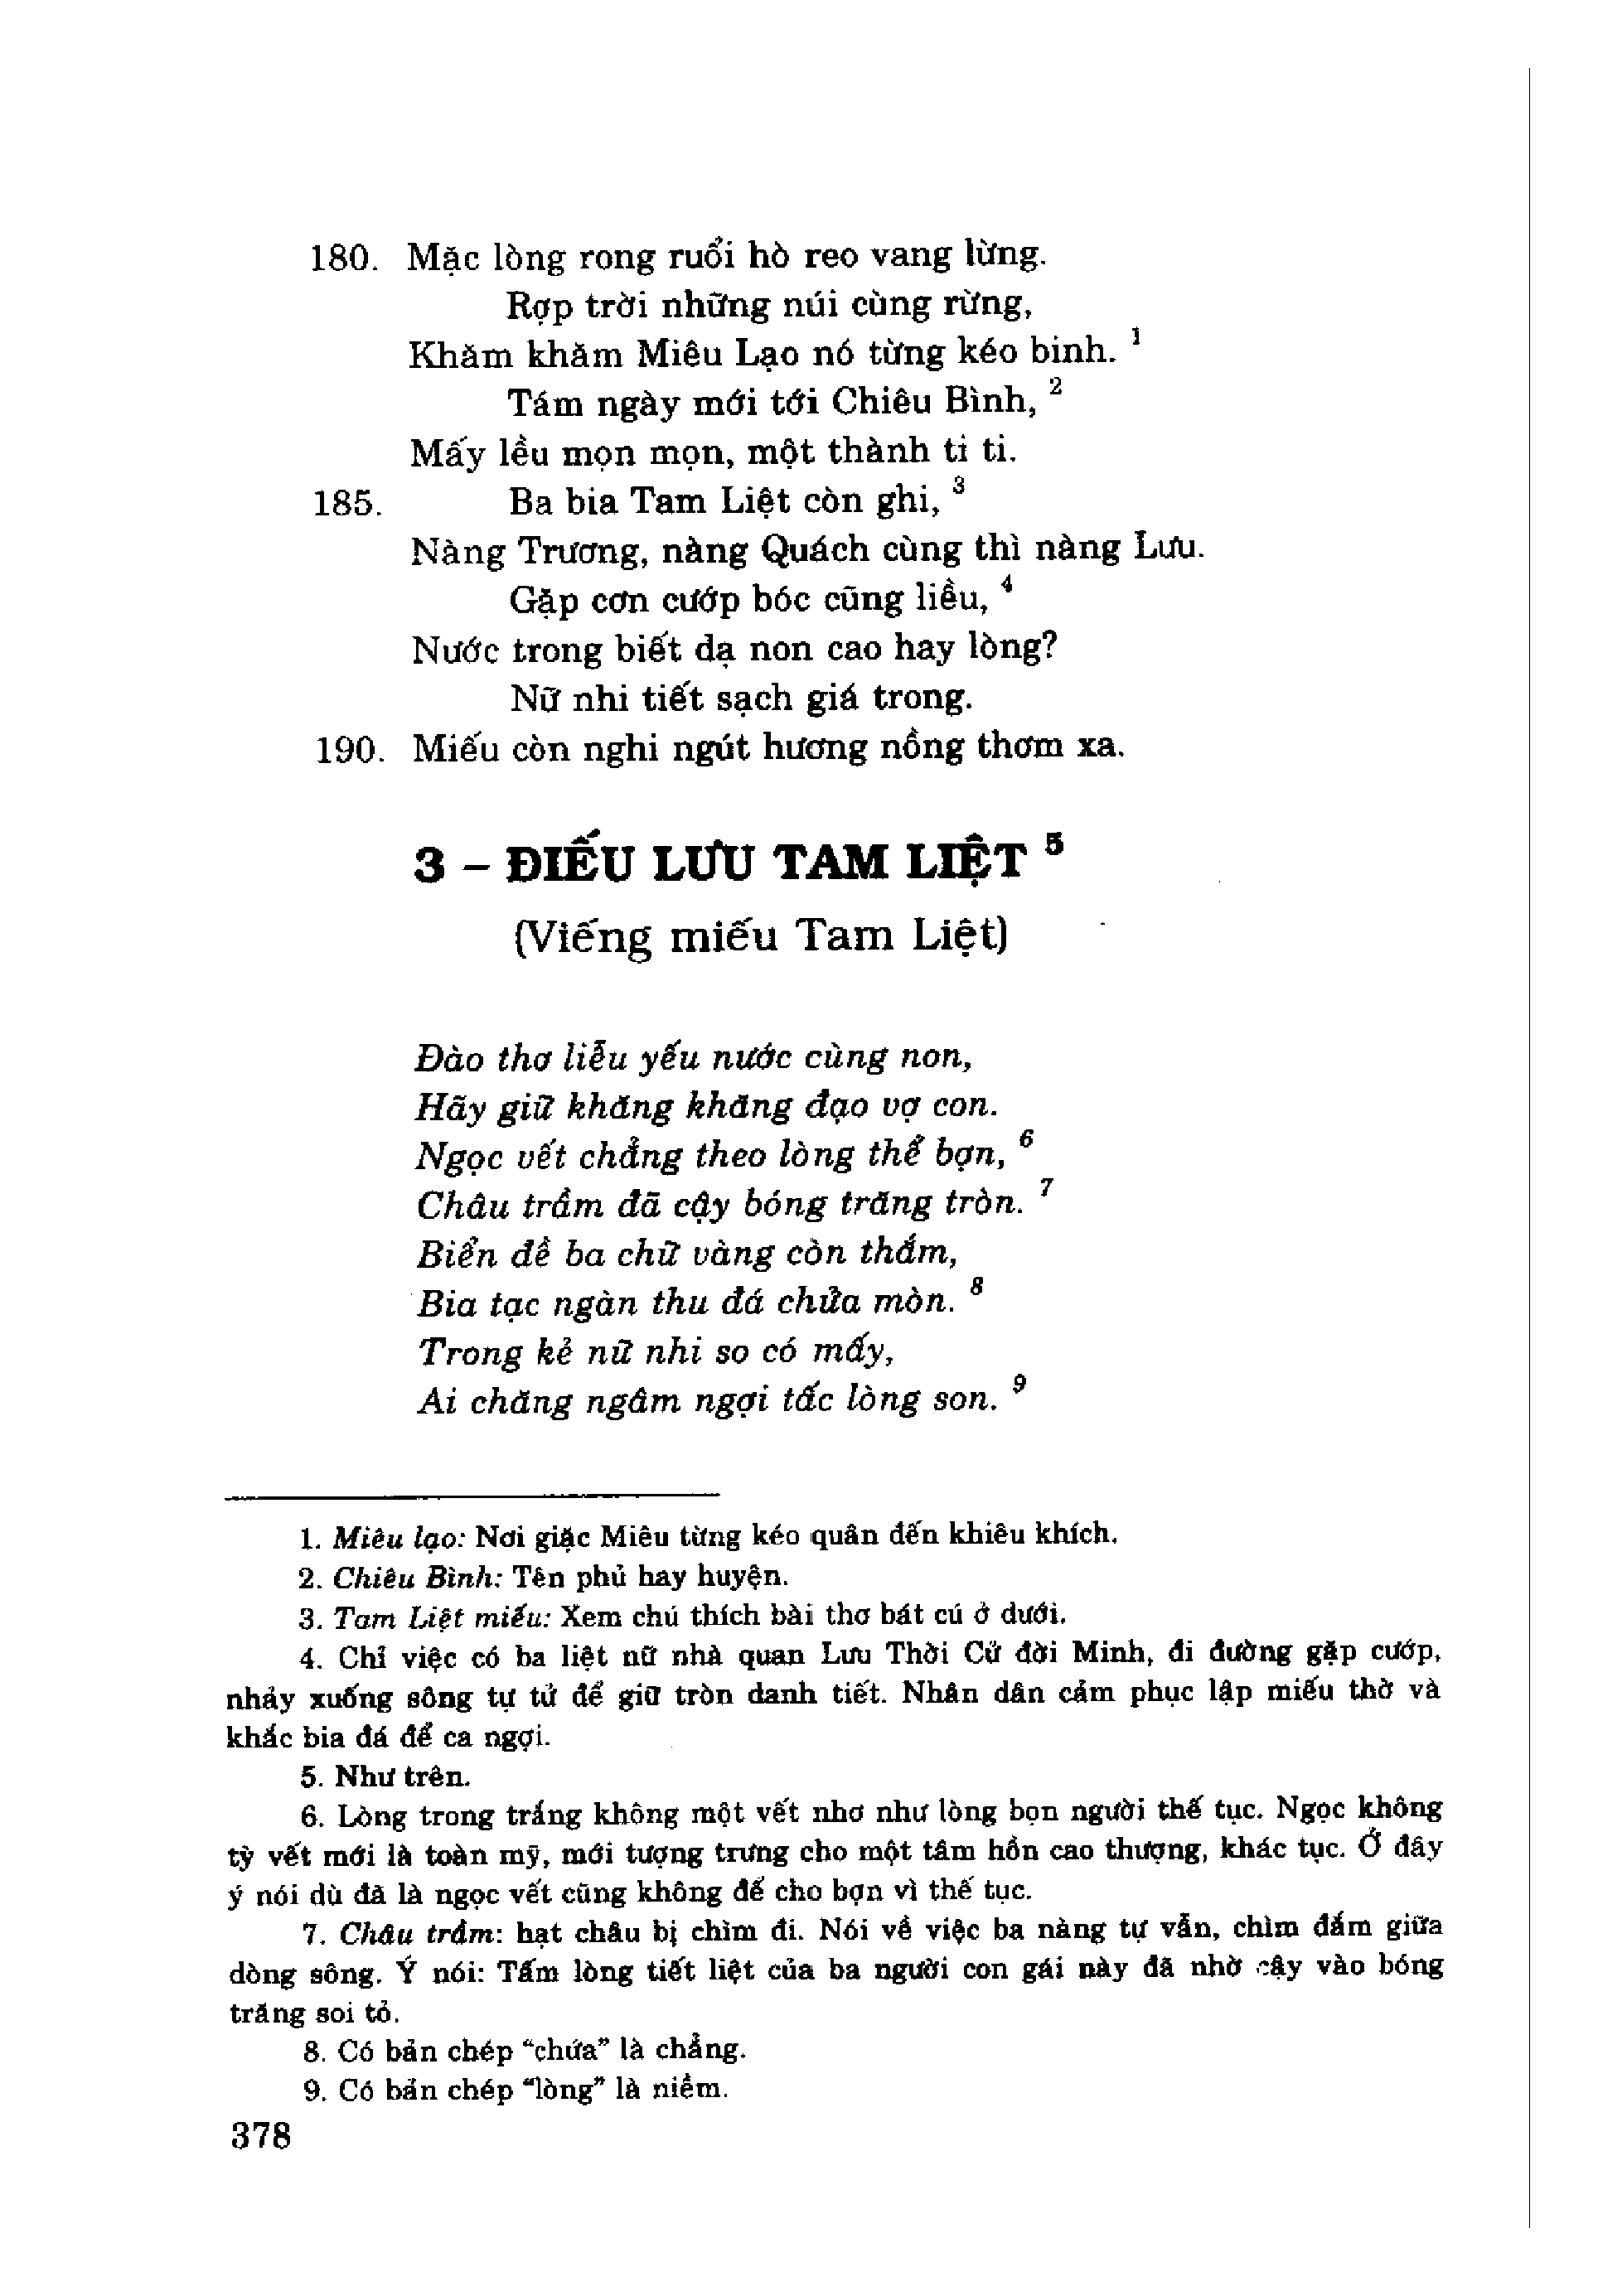 180. Mặc lòng rong ruổi hò reo vang lừng.
Rợp trời những núi cùng rừng,
Khăm khăm Miêu Lạo nó từng kéo binh. 1
Tám ngày mới tới Chiêu Bình, 2
Mấy lều mọn mọn, một thành ti ti.
185. Ba bia Tam Liệt còn ghi, 3
Nàng Trương, nàng Quách cùng thì nàng Lưu.
Gặp cơn cướp bóc cũng liều, 4
Nước trong biết dạ non cao hay lòng?
Nữ nhi tiết sạch giá trong.
190. Miếu còn nghi ngút hương nồng thơm xa.
3 – ĐIẾU LƯU TAM LIỆT 5
(Viếng miếu Tam Liệt)
Đào thơ liễu yếu nước cùng non,
Hãy giữ khăng khăng đạo vợ con.
Ngọc vết chẳng theo lòng thể bợn, 6
Châu trầm đã cậy bóng trăng tròn. 7
Biển đề ba chữ vàng còn thắm,
Bia tạc ngàn thu đá chửa mòn. 8
Trong kẻ nữ nhi so có mấy,
Ai chăng ngâm ngợi tấc lòng son. 9
1. Miêu lạo: Nơi giặc Miêu từng kéo quân đến khiêu khích.
2. Chiêu Bình: Tên phủ hay huyện.
3. Tam Liệt miếu: Xem chú thích bài thơ bát cú ở dưới.
4. Chỉ việc có ba liệt nữ nhà quan Lưu Thời Cử đời Minh, đi đường gặp cướp,
nhảy xuống sông tự tử để giữ tròn danh tiết. Nhân dân cảm phục lập miếu thờ và
khắc bia đá để ca ngợi.
5. Như trên.
6. Lòng trong trắng không một vết nhơ như lòng bọn người thế tục. Ngọc không
tỳ vết mới là toàn mỹ, mới tượng trưng cho một tâm hồn cao thượng, khác tục. Ở đây
ý nói dù đã là ngọc vết cũng không để cho bợn vì thế tục.
7. Châu trầm: hạt châu bị chìm đi. Nói về việc ba nàng tự vẫn, chìm đắm giữa
dòng sông. Ý nói: Tấm lòng tiết liệt của ba người con gái này đã nhờ cậy vào bóng
trăng soi tỏ.
8. Có bản chép “chứa” là chẳng.
9. Có bản chép “lòng” là niềm.
378